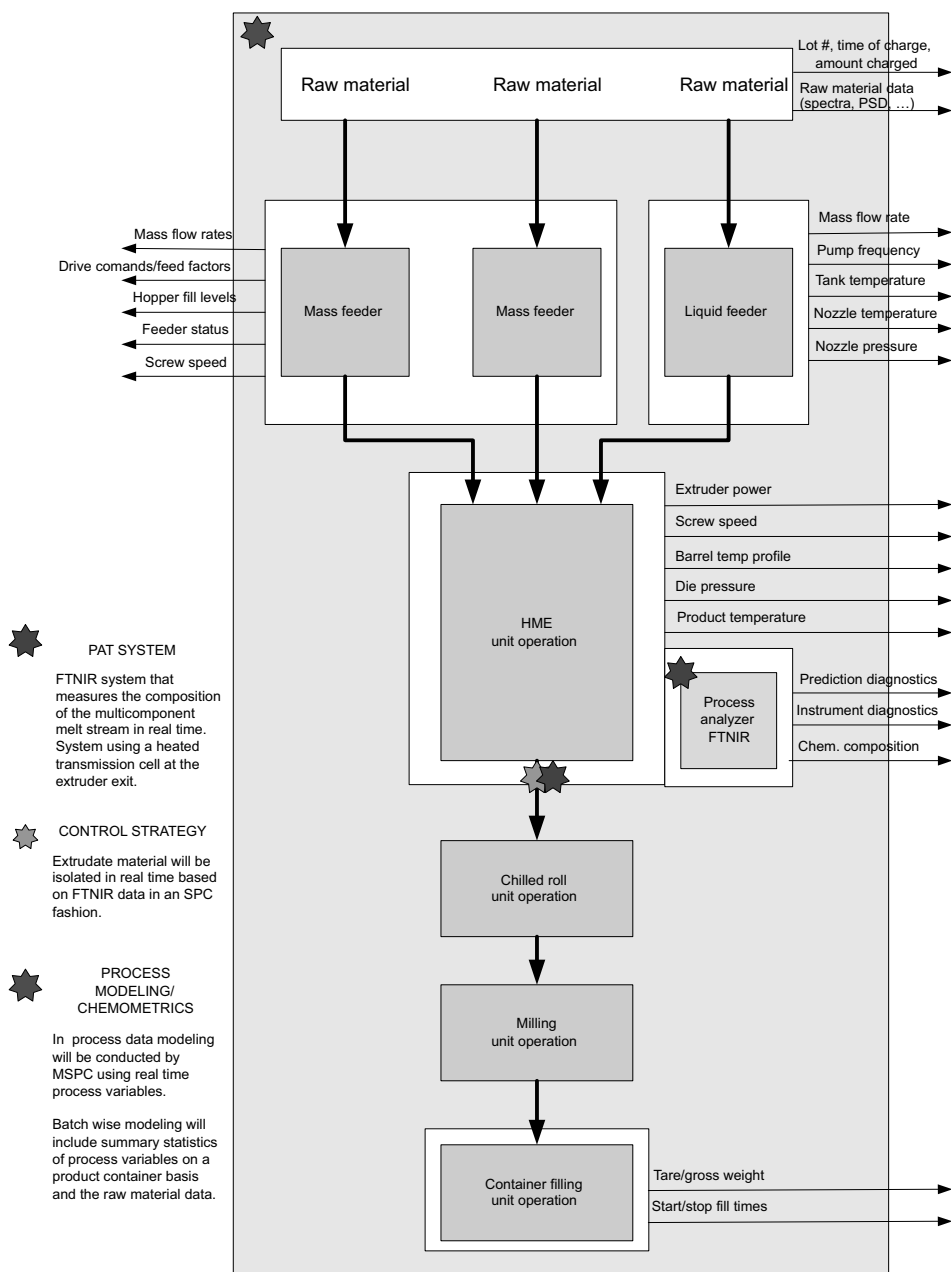 Lot #, time of charge,
amount charged
Raw material
Raw material
Raw material
Raw material data
(spectra, PSD, …)
Mass flow rates
Drive comands/feed factors
Hopper fill levels
Feeder status
Screw speed
Mass feeder
Mass feeder
Liquid feeder
Mass flow rate
Pump frequency
Tank temperature
Nozzle temperature
Nozzle pressure
HME
unit operation
Extruder power
Screw speed
Barrel temp profile
Die pressure
Product temperature
Process
analyzer
FTNIR
Prediction diagnostics
Instrument diagnostics
Chem. composition
PAT SYSTEM
FTNIR system that
measures the composition
of the multicomponent
melt stream in real time.
System using a heated
transmission cell at the
extruder exit.
CONTROL STRATEGY
Extrudate material will be
isolated in real time based
on FTNIR data in an SPC
fashion.
PROCESS
MODELING/
CHEMOMETRICS
In process data modeling
will be conducted by
MSPC using real time
process variables.
Batch wise modeling will
include summary statistics
of process variables on a
product container basis
and the raw material data.
Chilled roll
unit operation
Milling
unit operation
Container filling
unit operation
Tare/gross weight
Start/stop fill times